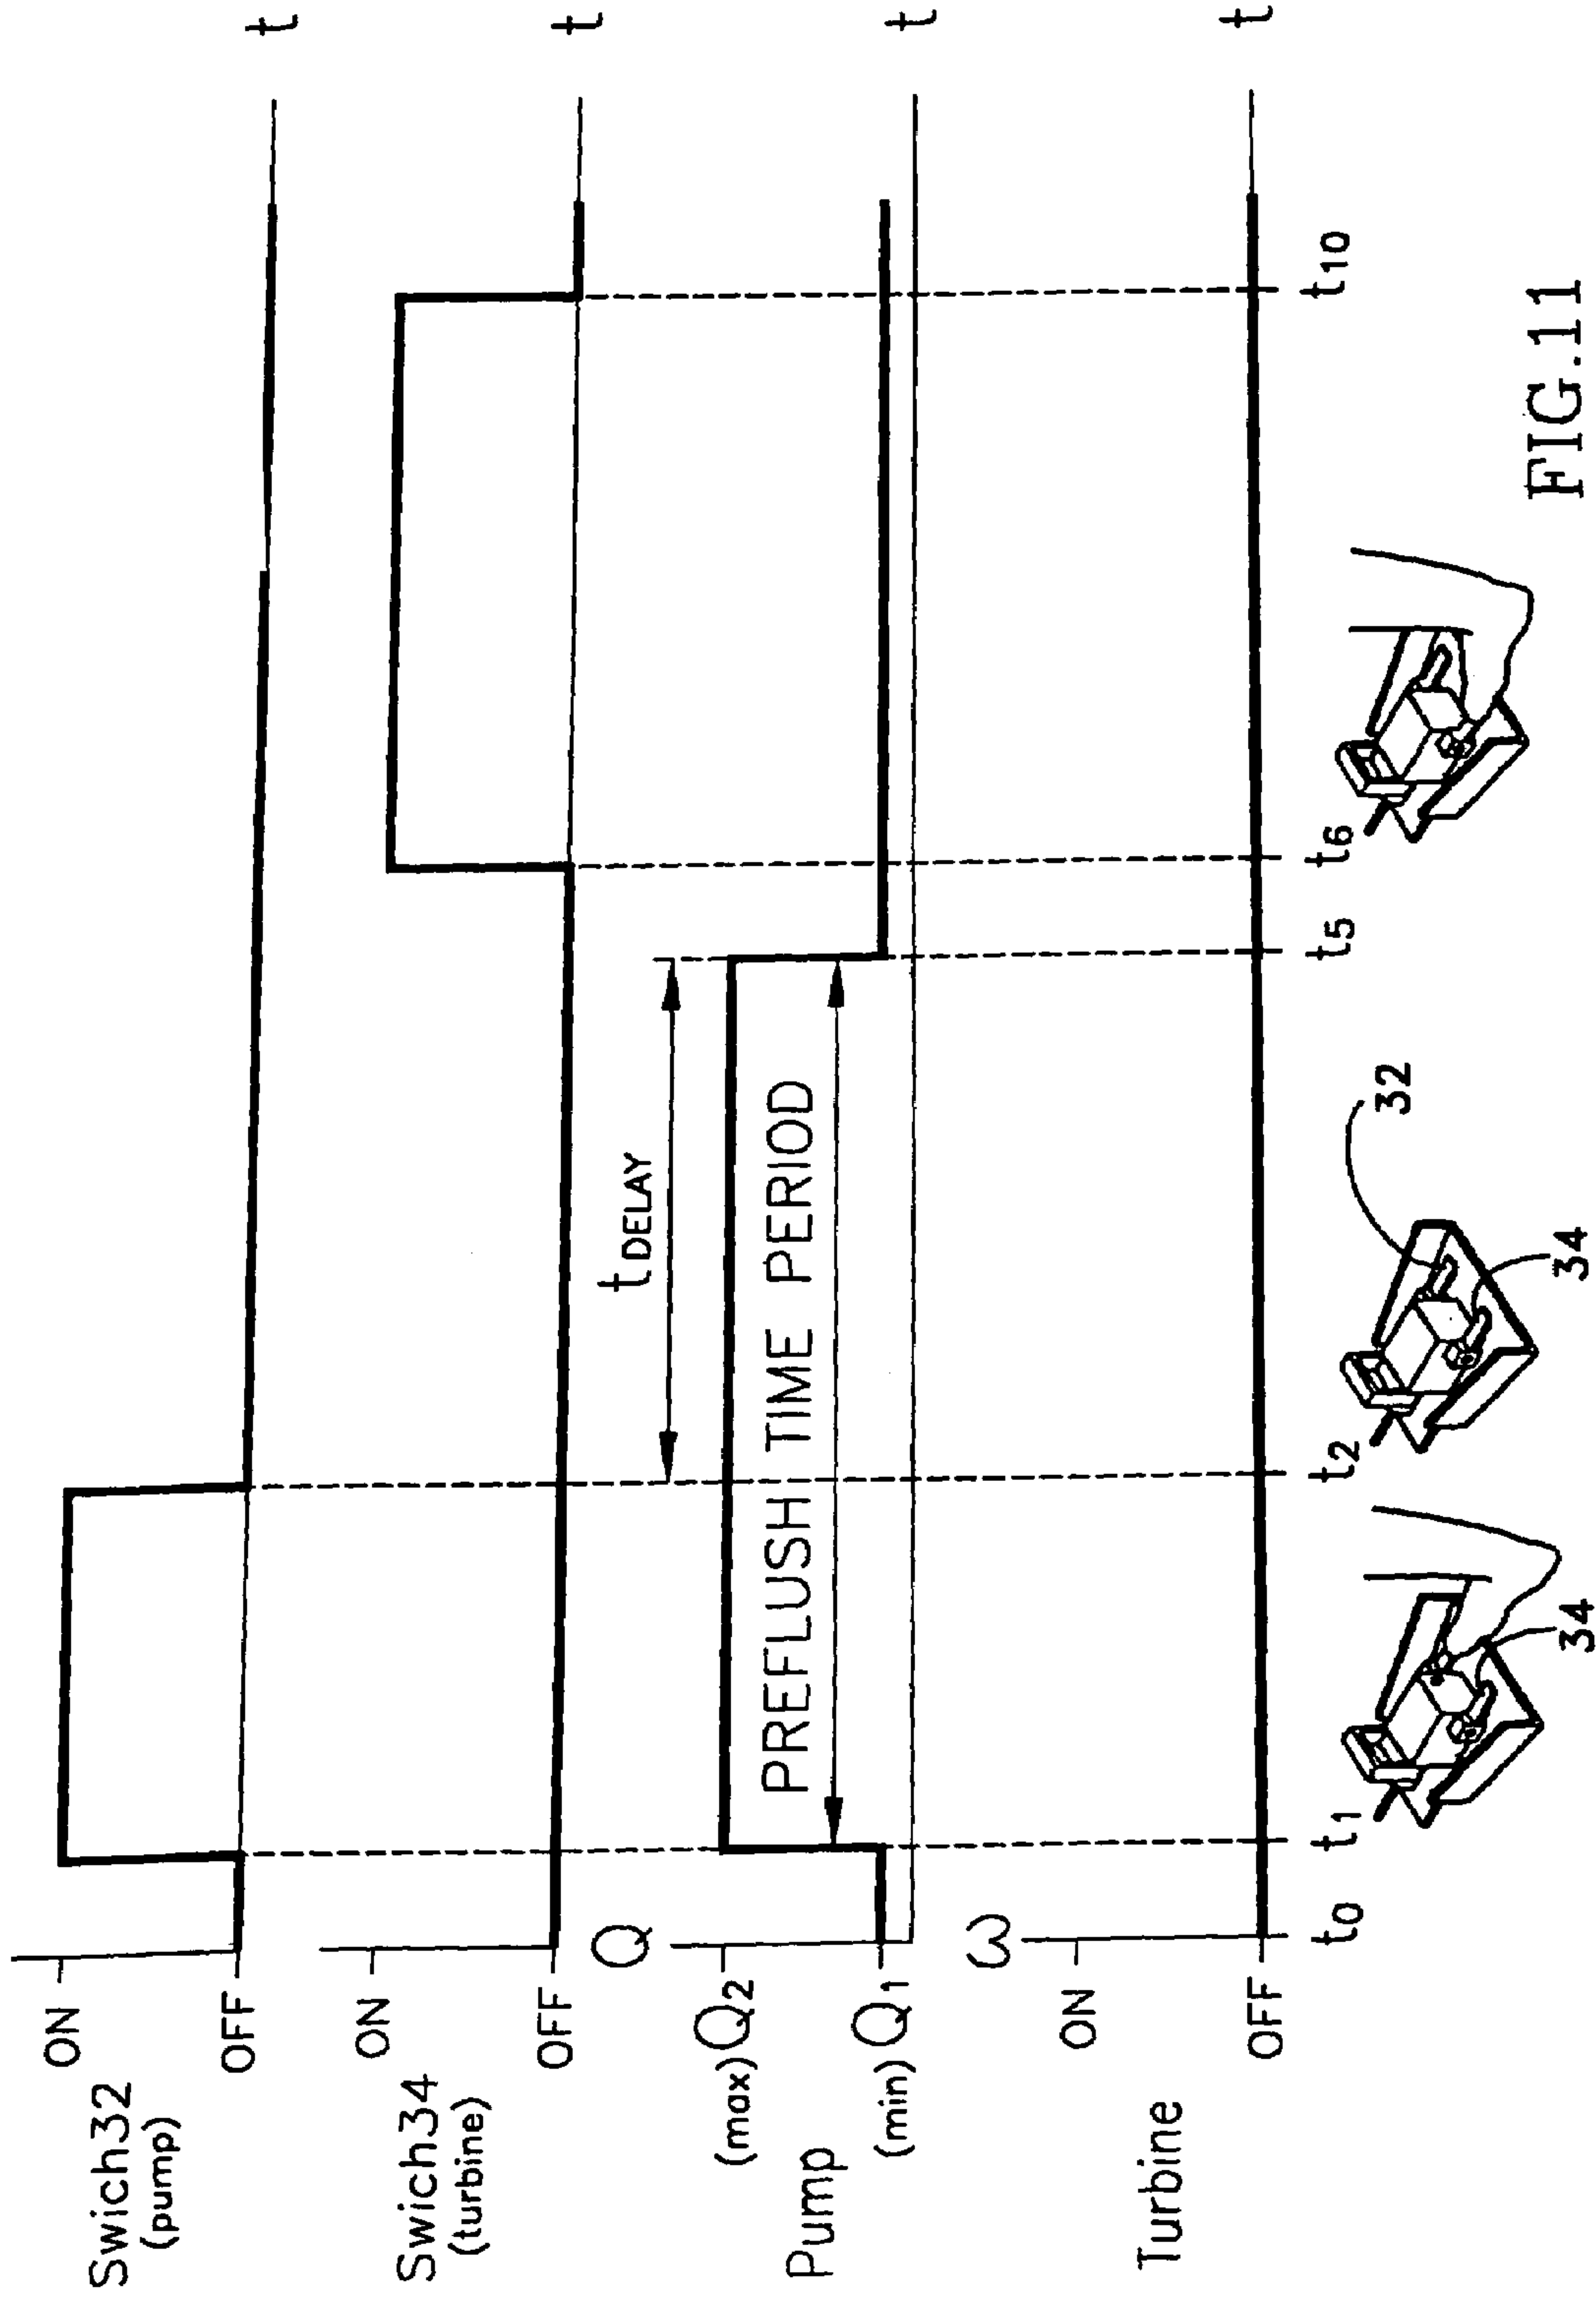 ON
Swich32
(pump)
OFF
t
ON
Swich34
(turbine)
OFF
t
tDELAY
Q
(max) Q2
Pump
PREFLUSH TIME PERIOD
(min) Q1
t
ω
ON
Turbine
OFF
t
t0 t1 t2 t5 t6 t10
32
34
34
FIG.11